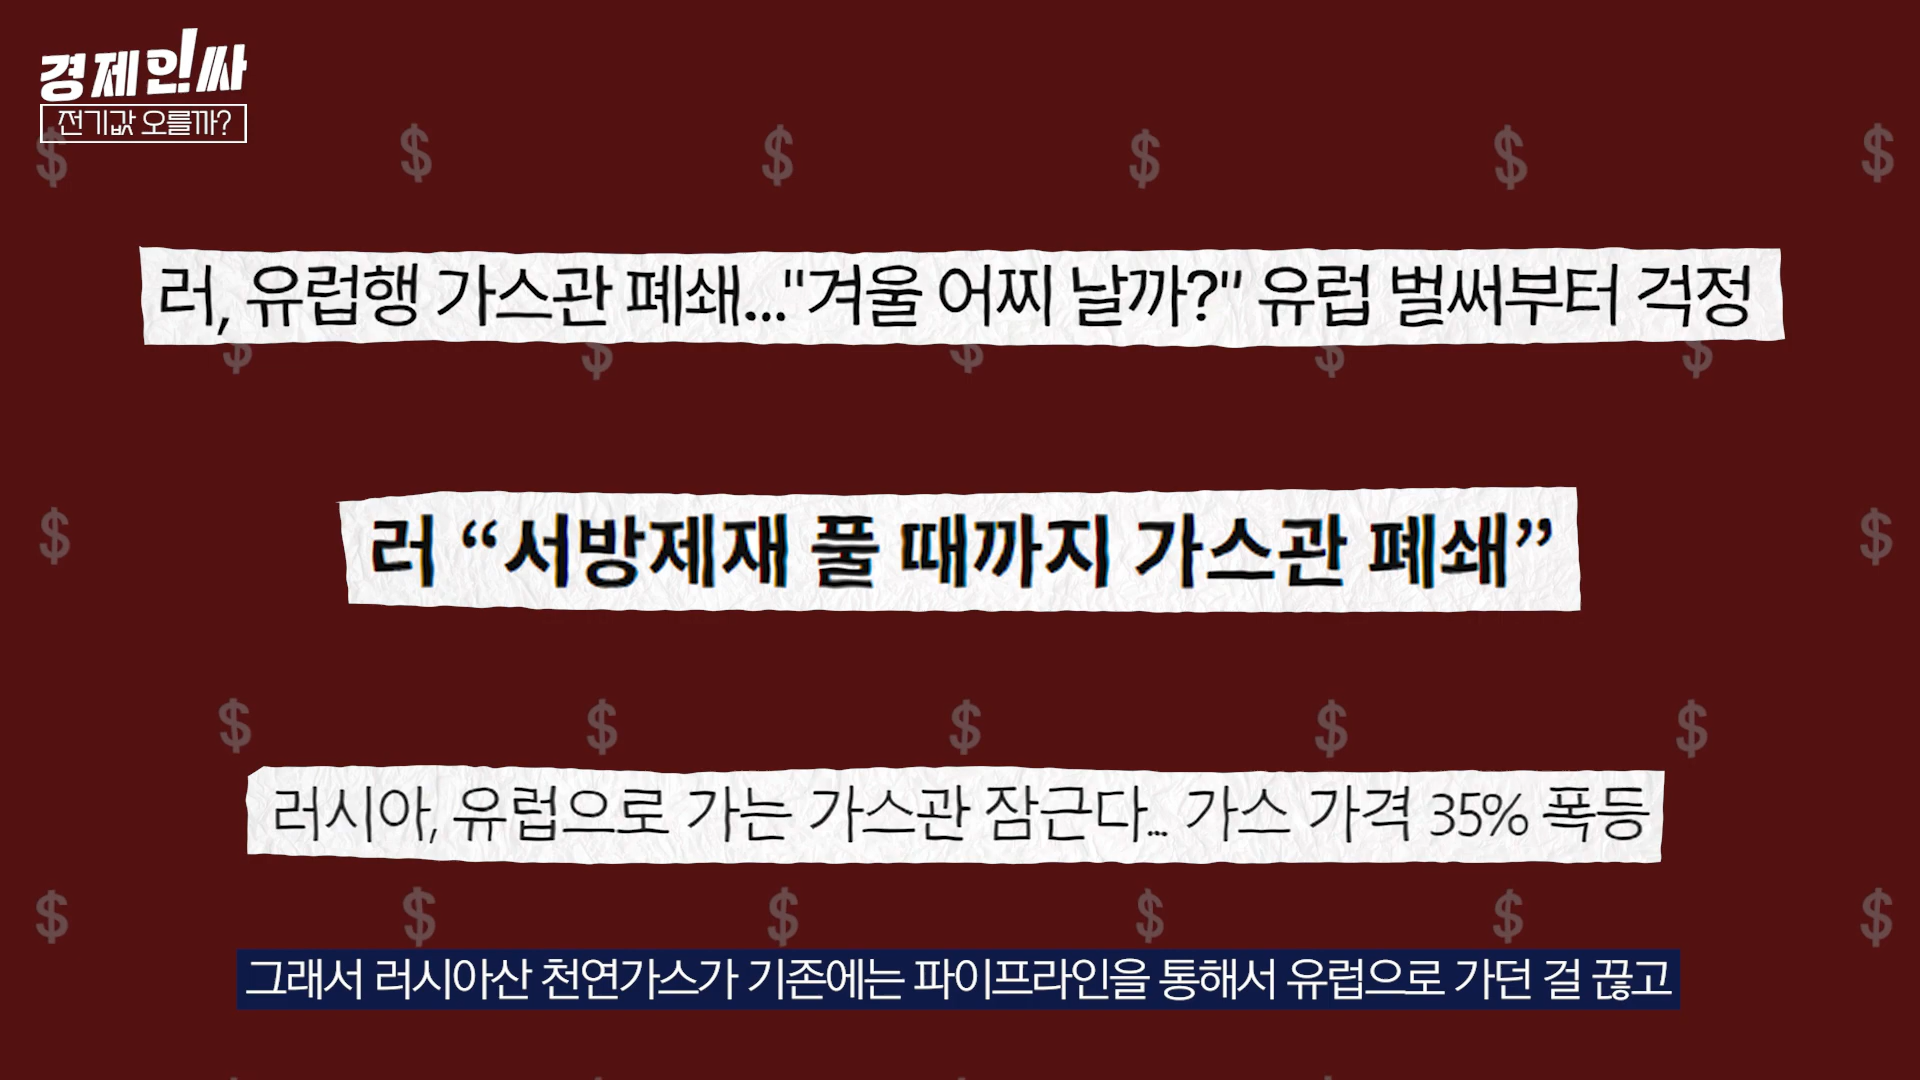 경제인싸
전기값 오를까?
러, 유럽행 가스관 폐쇄..."겨울 어찌 날까?" 유럽 벌써부터 걱정
러 “서방제재 풀 때까지 가스관 폐쇄”
러시아, 유럽으로 가는 가스관 잠근다... 가스 가격 35% 폭등
그래서 러시아산 천연가스가 기존에는 파이프라인을 통해서 유럽으로 가던 걸 끊고